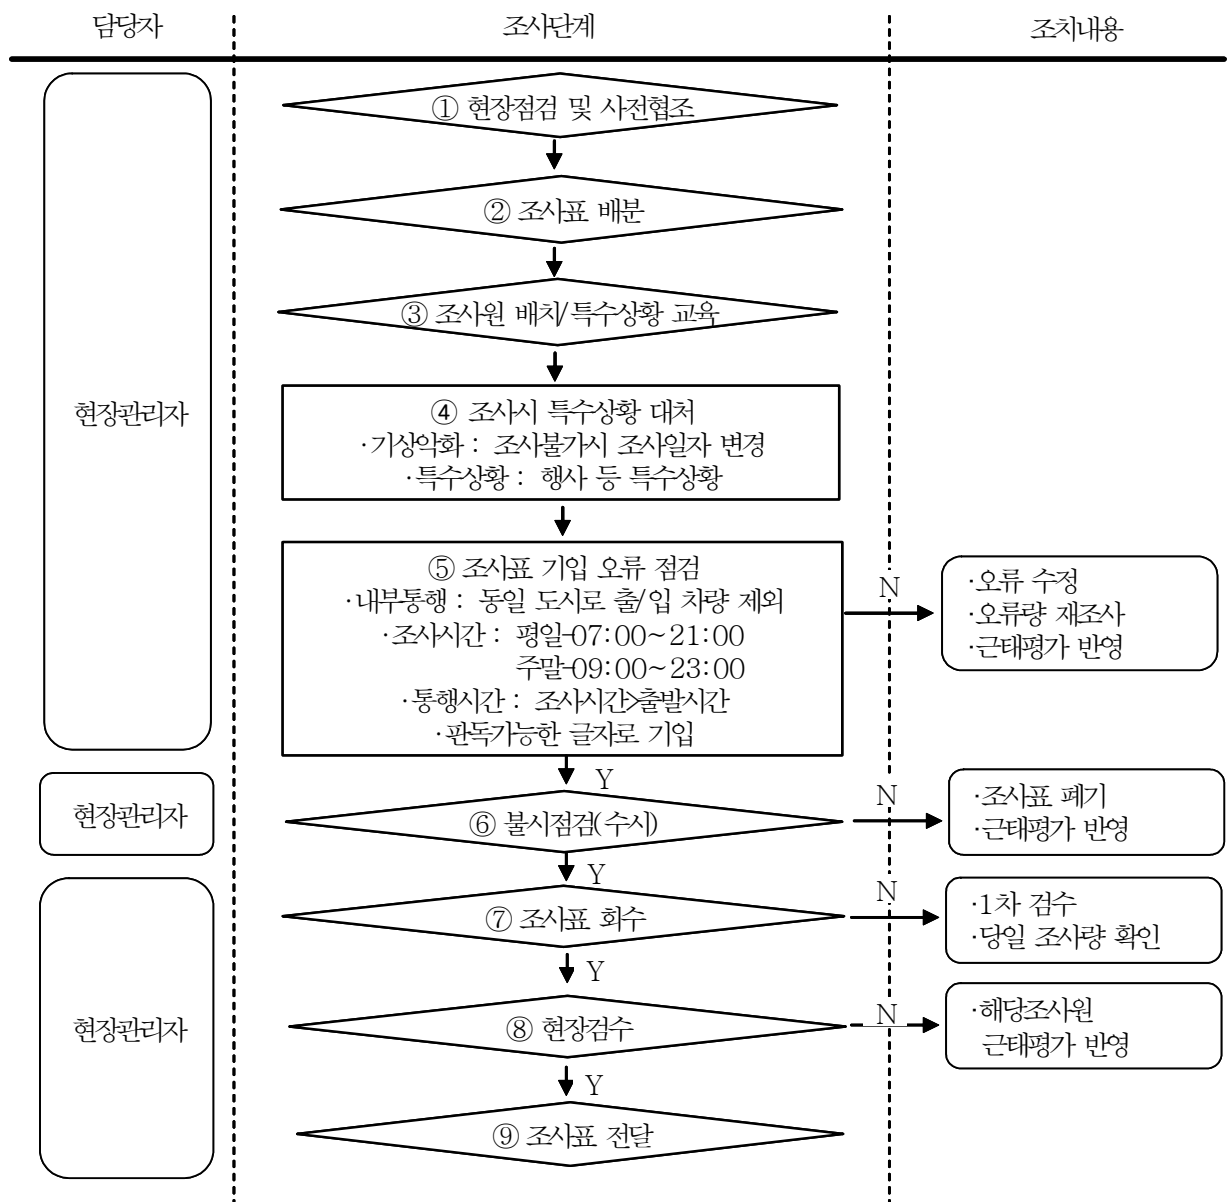 담당자
조사단계
조치내용
① 현장점검 및 사전협조
② 조사표 배분
③ 조사원 배치/특수상황 교육
현장관리자
④ 조사시 특수상황 대처
·기상악화 : 조사불가시 조사일자 변경
·특수상황 : 행사 등 특수상황
⑤ 조사표 기입 오류 점검
·내부통행 : 동일 도시로 출/입 차량 제외
·조사시간 : 평일-07:00~21:00
주말-09:00~23:00
·통행시간 : 조사시간>출발시간
·판독가능한 글자로 기입
N
·오류 수정
·오류량 재조사
·근태평가 반영
Y
현장관리자
⑥ 불시점검(수시)
N
·조사표 폐기
·근태평가 반영
Y
⑦ 조사표 회수
N
·1차 검수
·당일 조사량 확인
Y
현장관리자
⑧ 현장검수
N
·해당조사원
근태평가 반영
Y
⑨ 조사표 전달